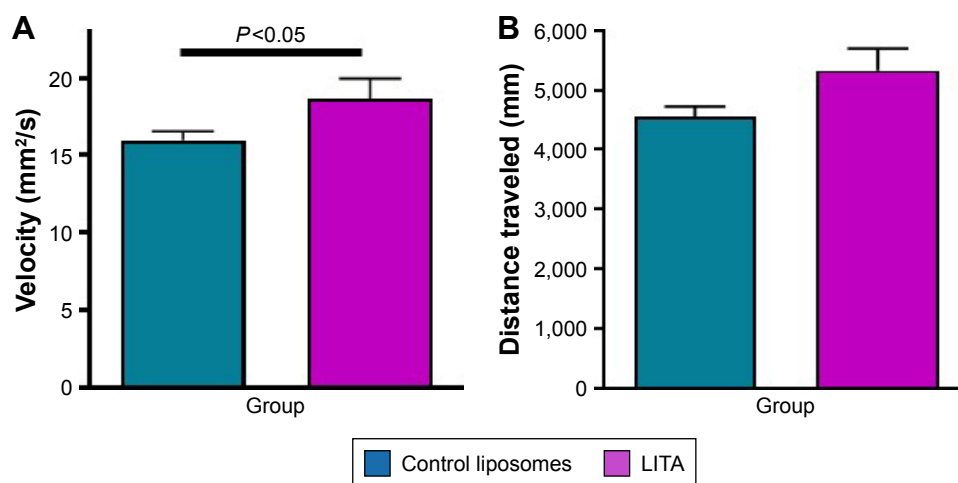 A
P<0.05
Velocity (mm²/s)
20
15
10
5
0
Group
B
Distance traveled (mm)
6,000
5,000
4,000
3,000
2,000
1,000
0
Group
Control liposomes
LITA